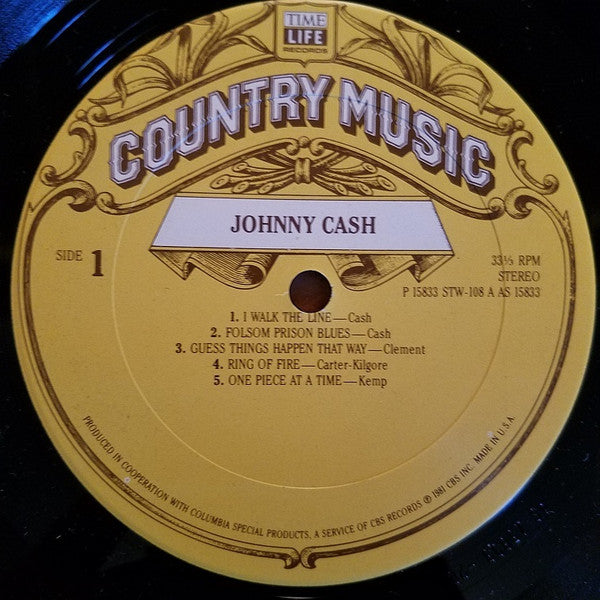 TIME
LIFE
RECORDS
COUNTRY MUSIC
JOHNNY CASH
SIDE 1
33⅓ RPM
STEREO
P 15833 STW-108 A AS 15833
1. I WALK THE LINE—Cash
2. FOLSOM PRISON BLUES—Cash
3. GUESS THINGS HAPPEN THAT WAY—Clement
4. RING OF FIRE—Carter-Kilgore
5. ONE PIECE AT A TIME—Kemp
PRODUCED IN COOPERATION WITH COLUMBIA SPECIAL PRODUCTS, A SERVICE OF CBS RECORDS ℗ 1981 CBS INC. MADE IN U.S.A.